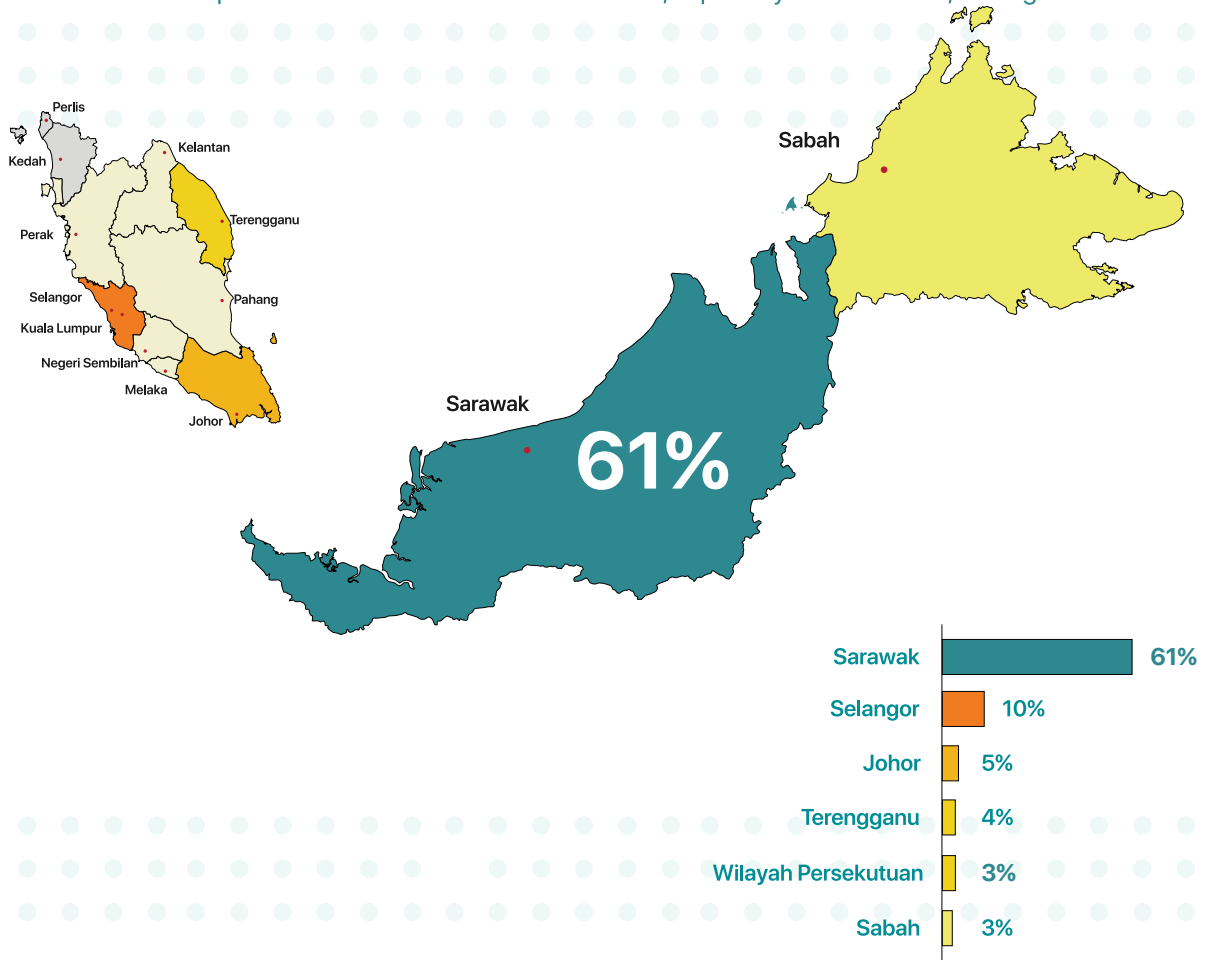 Perlis
Kelantan
Kedah
Terengganu
Perak
Selangor
Pahang
Kuala Lumpur
Negeri Sembilan
Melaka
Johor
Sabah
Sarawak
61%
Sarawak 61%
Selangor 10%
Johor 5%
Terengganu 4%
Wilayah Persekutuan 3%
Sabah 3%